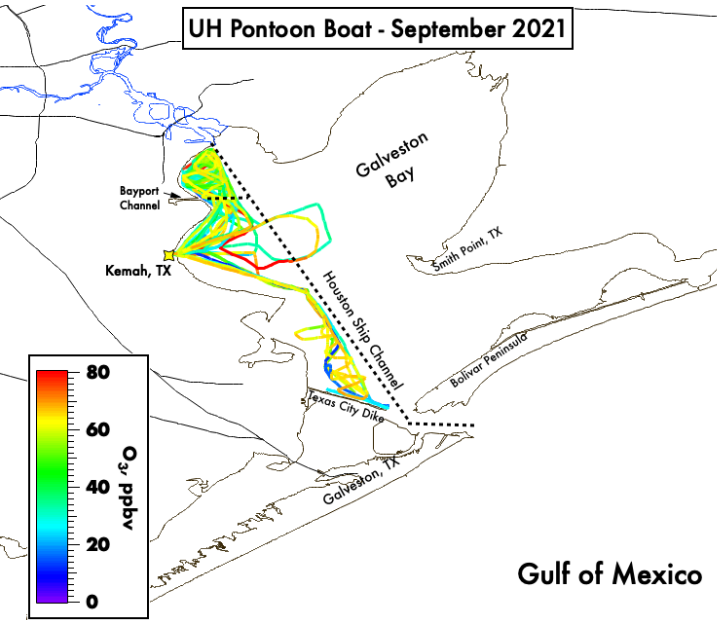 UH Pontoon Boat - September 2021
Galveston
Bay
Bayport
Channel
Smith Point, TX
Kemah, TX
Houston Ship Channel
Bolivar Peninsula
Texas City Dike
Galveston, TX
Gulf of Mexico
80
60
40
20
0
O3, ppbv